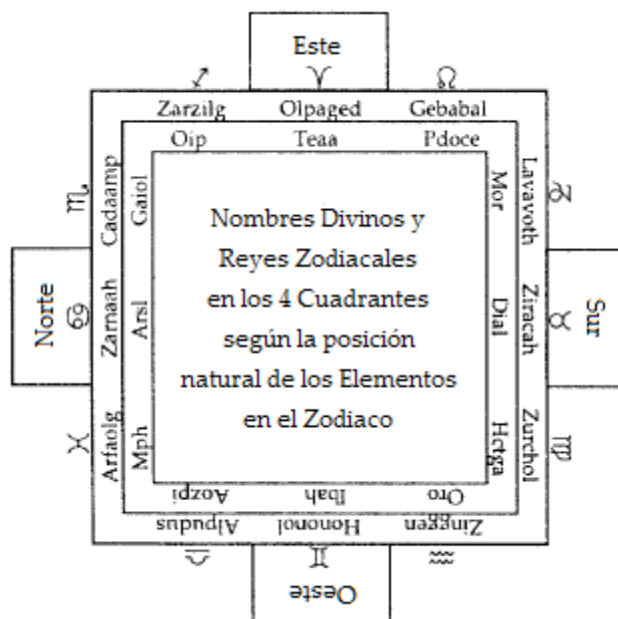 Este
♐ ♈ ♌
Zarzilg Olpaged Gebabal
Oip Teaa Pdoce
Norte
♏ ♋ ♓
Cadaamp Zarnaah Arfaolg
Gaiol Arsl Mph
Nombres Divinos y
Reyes Zodiacales
en los 4 Cuadrantes
según la posición
natural de los Elementos
en el Zodiaco
Mor Dial Hctga
Lavavoth Ziracah Zurchol
♑ ♉ ♍
Sur
Aozpi Ibah Oro
Alpudus Hononol Zinggen
♎ ♊ ♒
Oeste